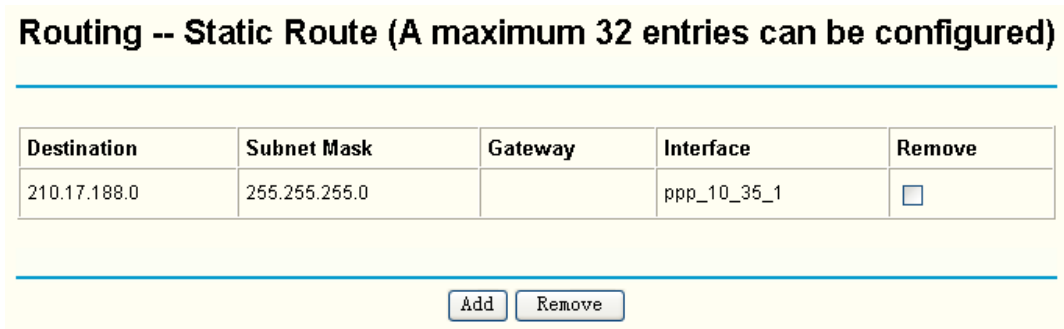 Routing -- Static Route (A maximum 32 entries can be configured)
Destination Subnet Mask Gateway Interface Remove
210.17.188.0 255.255.255.0 ppp_10_35_1
Add Remove